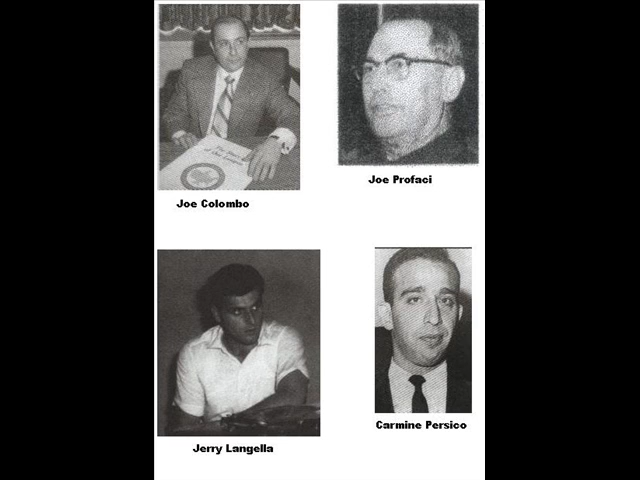 Joe Colombo
Joe Profaci
Jerry Langella
Carmine Persico